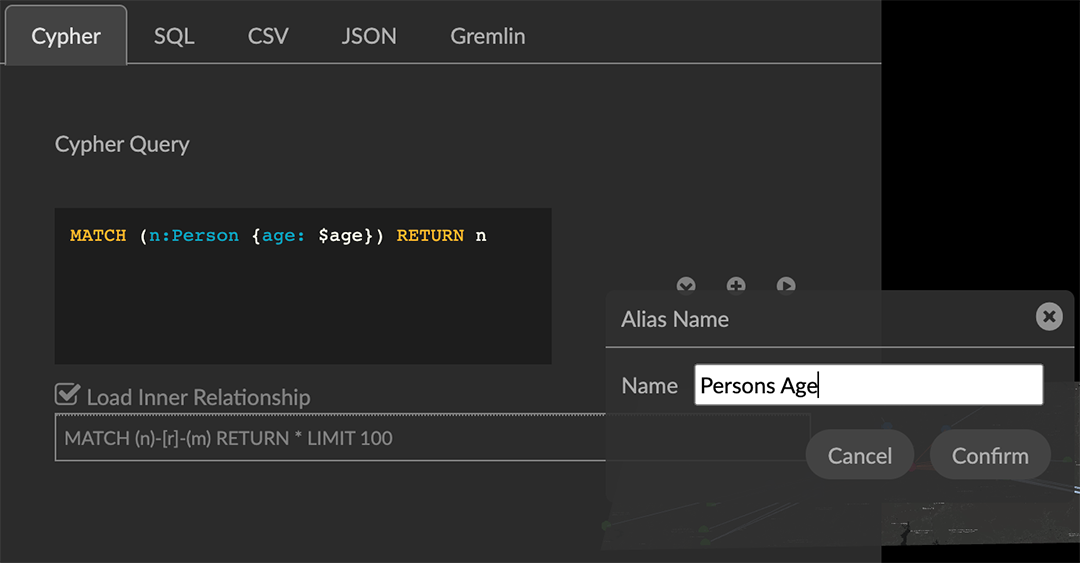 Cypher SQL CSV JSON Gremlin
Cypher Query
MATCH (n:Person {age: $age}) RETURN n
Alias Name
Name Persons Age
Load Inner Relationship
MATCH (n)-[r]-(m) RETURN * LIMIT 100
Cancel Confirm